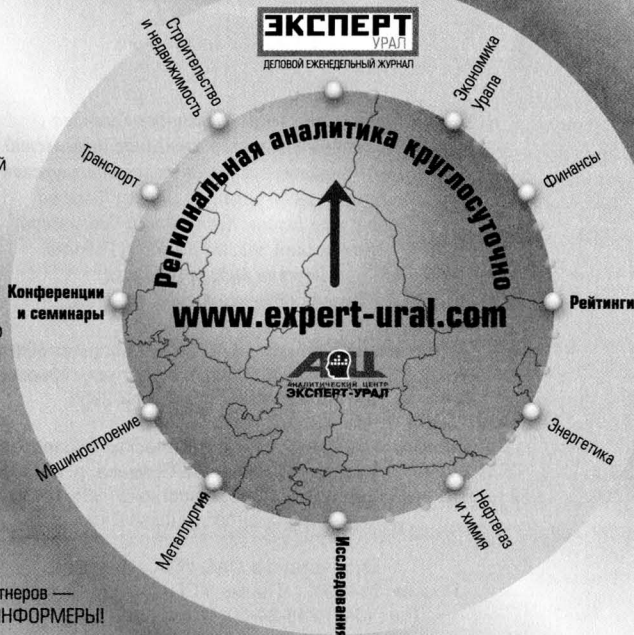 ЭКСПЕРТ
УРАЛ
ДЕЛОВОЙ ЕЖЕНЕДЕЛЬНЫЙ ЖУРНАЛ
Строительство
и недвижимость
Экономика
Урала
Транспорт
Финансы
Региональная аналитика круглосуточно
Конференции
и семинары
Рейтинги
www.expert-ural.com
АЦ
АНАЛИТИЧЕСКИЙ ЦЕНТР
ЭКСПЕРТ-УРАЛ
Машиностроение
Энергетика
Металлургия
Нефтегаз
и химия
Исследования
тнеров —
НФОРМЕРЫ!